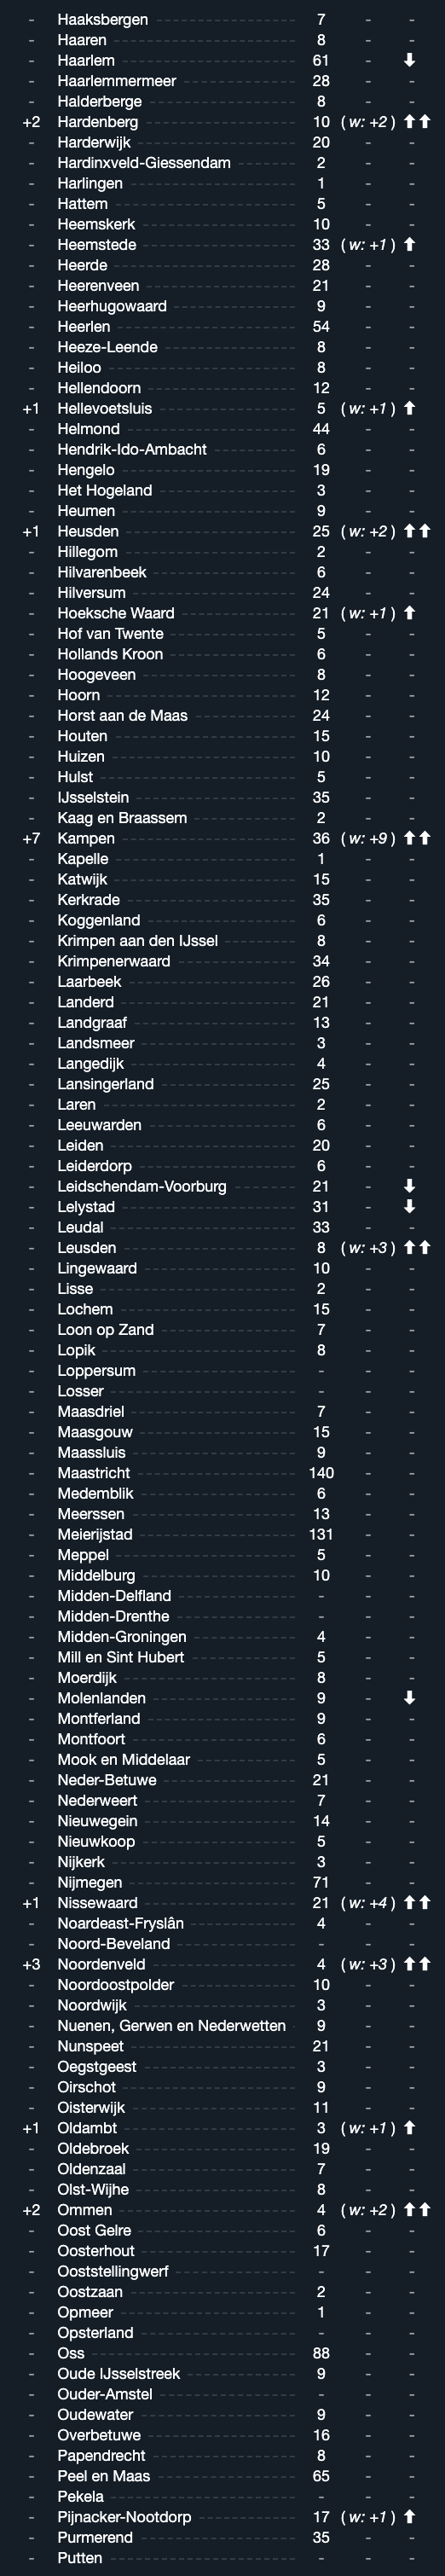 - Haaksbergen 7 - -
- Haaren 8 - -
- Haarlem 61 - ⬇
- Haarlemmermeer 28 - -
- Halderberge 8 - -
+2 Hardenberg 10 ( w: +2 ) ⬆⬆
- Harderwijk 20 - -
- Hardinxveld-Giessendam 2 - -
- Harlingen 1 - -
- Hattem 5 - -
- Heemskerk 10 - -
- Heemstede 33 ( w: +1 ) ⬆
- Heerde 28 - -
- Heerenveen 21 - -
- Heerhugowaard 9 - -
- Heerlen 54 - -
- Heeze-Leende 8 - -
- Heiloo 8 - -
- Hellendoorn 12 - -
+1 Hellevoetsluis 5 ( w: +1 ) ⬆
- Helmond 44 - -
- Hendrik-Ido-Ambacht 6 - -
- Hengelo 19 - -
- Het Hogeland 3 - -
- Heumen 9 - -
+1 Heusden 25 ( w: +2 ) ⬆⬆
- Hillegom 2 - -
- Hilvarenbeek 6 - -
- Hilversum 24 - -
- Hoeksche Waard 21 ( w: +1 ) ⬆
- Hof van Twente 5 - -
- Hollands Kroon 6 - -
- Hoogeveen 8 - -
- Hoorn 12 - -
- Horst aan de Maas 24 - -
- Houten 15 - -
- Huizen 10 - -
- Hulst 5 - -
- IJsselstein 35 - -
- Kaag en Braassem 2 - -
+7 Kampen 36 ( w: +9 ) ⬆⬆
- Kapelle 1 - -
- Katwijk 15 - -
- Kerkrade 35 - -
- Koggenland 6 - -
- Krimpen aan den IJssel 8 - -
- Krimpenerwaard 34 - -
- Laarbeek 26 - -
- Landerd 21 - -
- Landgraaf 13 - -
- Landsmeer 3 - -
- Langedijk 4 - -
- Lansingerland 25 - -
- Laren 2 - -
- Leeuwarden 6 - -
- Leiden 20 - -
- Leiderdorp 6 - -
- Leidschendam-Voorburg 21 - ⬇
- Lelystad 31 - ⬇
- Leudal 33 - -
- Leusden 8 ( w: +3 ) ⬆⬆
- Lingewaard 10 - -
- Lisse 2 - -
- Lochem 15 - -
- Loon op Zand 7 - -
- Lopik 8 - -
- Loppersum - - -
- Losser - - -
- Maasdriel 7 - -
- Maasgouw 15 - -
- Maassluis 9 - -
- Maastricht 140 - -
- Medemblik 6 - -
- Meerssen 13 - -
- Meierijstad 131 - -
- Meppel 5 - -
- Middelburg 10 - -
- Midden-Delfland - - -
- Midden-Drenthe - - -
- Midden-Groningen 4 - -
- Mill en Sint Hubert 5 - -
- Moerdijk 8 - -
- Molenlanden 9 - ⬇
- Montferland 9 - -
- Montfoort 6 - -
- Mook en Middelaar 5 - -
- Neder-Betuwe 21 - -
- Nederweert 7 - -
- Nieuwegein 14 - -
- Nieuwkoop 5 - -
- Nijkerk 3 - -
- Nijmegen 71 - -
+1 Nissewaard 21 ( w: +4 ) ⬆⬆
- Noardeast-Fryslân 4 - -
- Noord-Beveland - - -
+3 Noordenveld 4 ( w: +3 ) ⬆⬆
- Noordoostpolder 10 - -
- Noordwijk 3 - -
- Nuenen, Gerwen en Nederwetten 9 - -
- Nunspeet 21 - -
- Oegstgeest 3 - -
- Oirschot 9 - -
- Oisterwijk 11 - -
+1 Oldambt 3 ( w: +1 ) ⬆
- Oldebroek 19 - -
- Oldenzaal 7 - -
- Olst-Wijhe 8 - -
+2 Ommen 4 ( w: +2 ) ⬆⬆
- Oost Gelre 6 - -
- Oosterhout 17 - -
- Ooststellingwerf - - -
- Oostzaan 2 - -
- Opmeer 1 - -
- Opsterland - - -
- Oss 88 - -
- Oude IJsselstreek 9 - -
- Ouder-Amstel - - -
- Oudewater 9 - -
- Overbetuwe 16 - -
- Papendrecht 8 - -
- Peel en Maas 65 - -
- Pekela - - -
- Pijnacker-Nootdorp 17 ( w: +1 ) ⬆
- Purmerend 35 - -
- Putten - - -